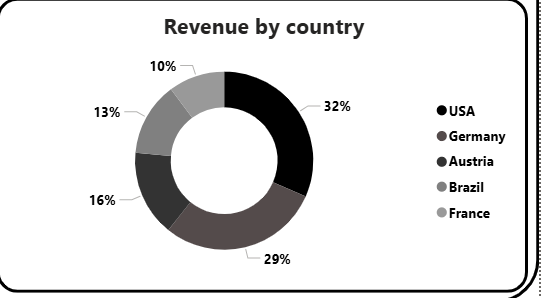 Revenue by country
10%
32%
13%
16%
29%
USA
Germany
Austria
Brazil
France